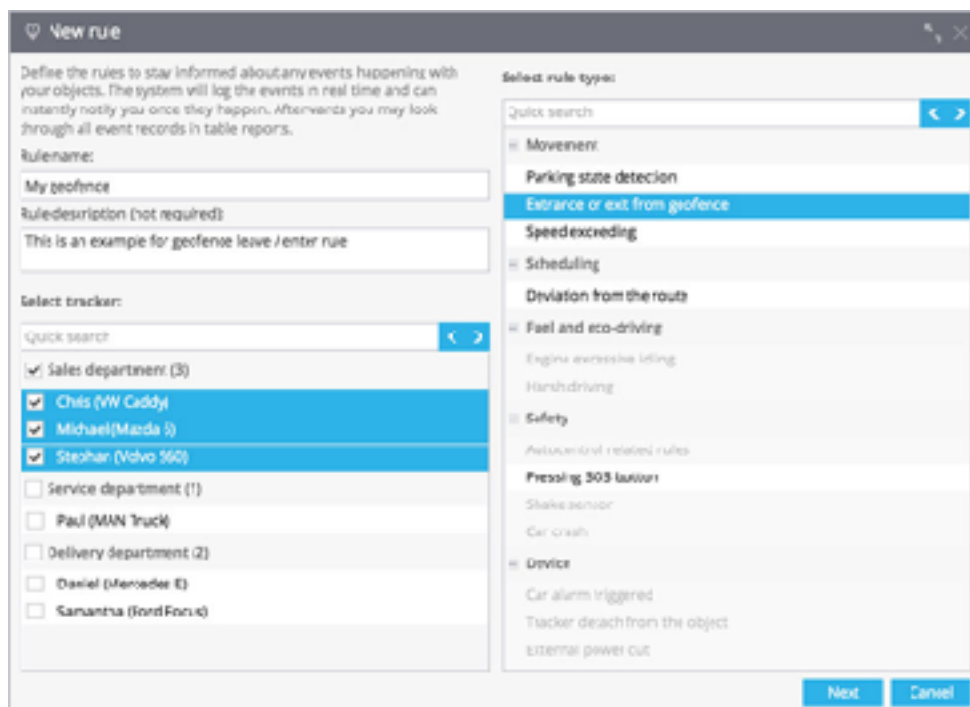 New rule
Define the rules to stay informed about any events happening with
your objects. The system will log the events in real time and can
instantly notify you once they happen. Afterwards you may look
through all event records in table reports.
Rule name:
My geofence
Rule description (not required):
This is an example for geofense leave / enter rule
Select tracker:
Quick search
Sales department (3)
Chris (VW Caddy)
Michael (Mazda 6)
Stephan (Volvo S60)
Service department (1)
Paul (MAN Truck)
Delivery department (2)
Daniel (Mercedes E)
Samantha (Ford Focus)
Select rule type:
Quick search
Movement
Parking state detection
Entrance or exit from geofence
Speed exceeding
Scheduling
Deviation from the route
Fuel and eco-driving
Engine excessive idling
Harsh driving
Safety
Autocontrol related rules
Pressing SOS button
Shake sensor
Car crash
Device
Car alarm triggered
Tracker detach from the object
External power cut
Next
Cancel